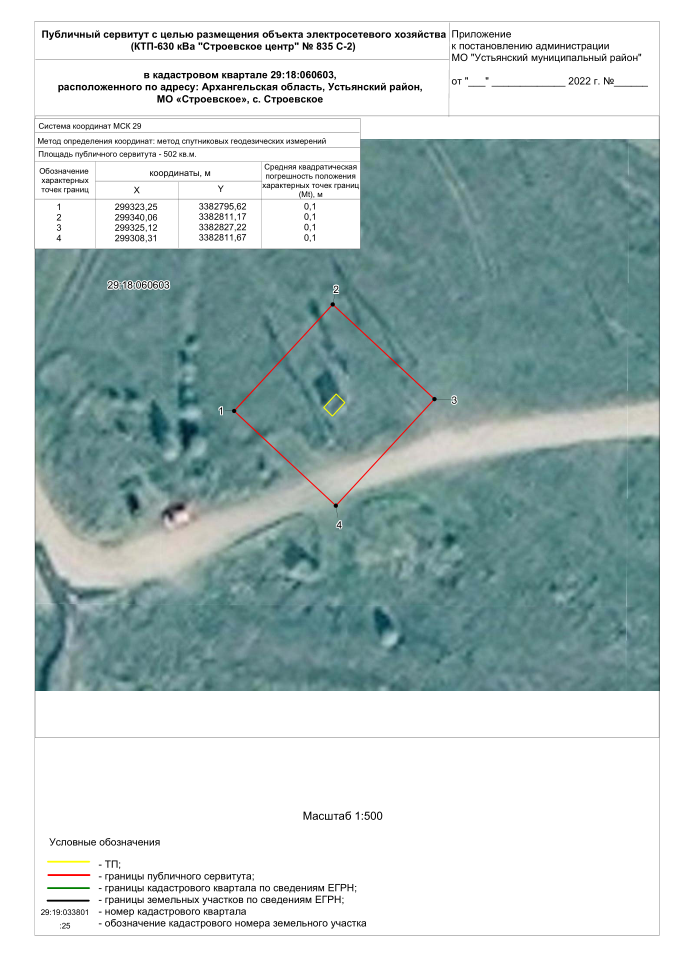 Публичный сервитут с целью размещения объекта электросетевого хозяйства
(КТП-630 кВа "Строевское центр" № 835 С-2)
в кадастровом квартале 29:18:060603,
расположенного по адресу: Архангельская область, Устьянский район,
МО «Строевское», с. Строевское
Приложение
к постановлению администрации
МО "Устьянский муниципальный район"
от "___" _____________ 2022 г. №______
Система координат МСК 29
Метод определения координат: метод спутниковых геодезических измерений
Площадь публичного сервитута - 502 кв.м.
Обозначение
характерных
точек границ
координаты, м
X Y
Средняя квадратическая
погрешность положения
характерных точек границ
(Mt), м
1 299323,25 3382795,62 0,1
2 299340,06 3382811,17 0,1
3 299325,12 3382827,22 0,1
4 299308,31 3382811,67 0,1
29:18:060603
2
1
3
4
Масштаб 1:500
Условные обозначения
- ТП;
- границы публичного сервитута;
- границы кадастрового квартала по сведениям ЕГРН;
- границы земельных участков по сведениям ЕГРН;
29:19:033801 - номер кадастрового квартала
:25 - обозначение кадастрового номера земельного участка